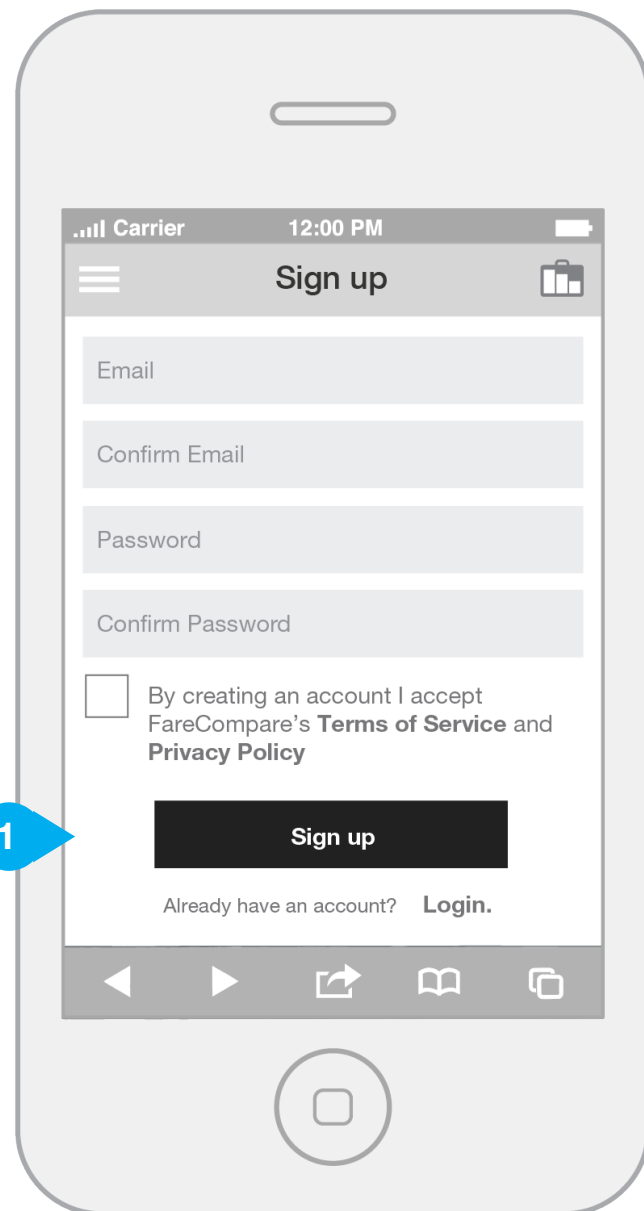 Carrier 12:00 PM
Sign up
Email
Confirm Email
Password
Confirm Password
By creating an account I accept
FareCompare's Terms of Service and
Privacy Policy
1
Sign up
Already have an account? Login.